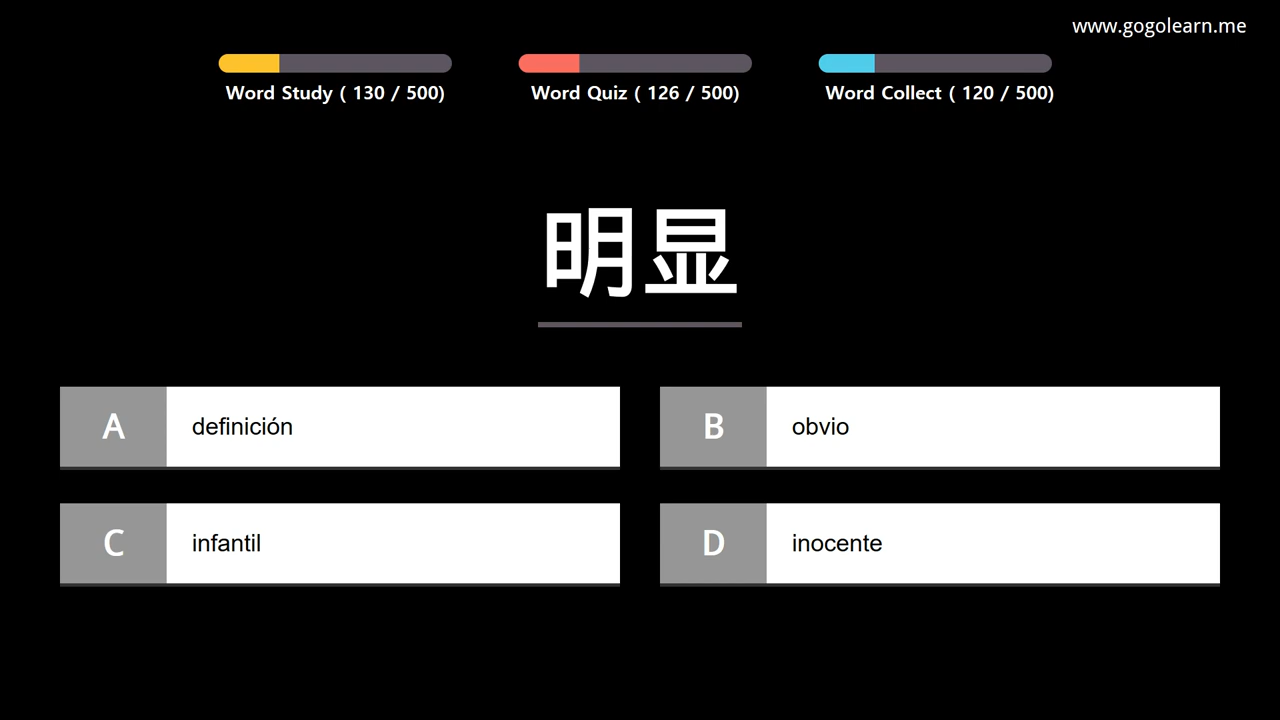 www.gogolearn.me
Word Study ( 130 / 500)
Word Quiz ( 126 / 500)
Word Collect ( 120 / 500)
明显
A definición
B obvio
C infantil
D inocente